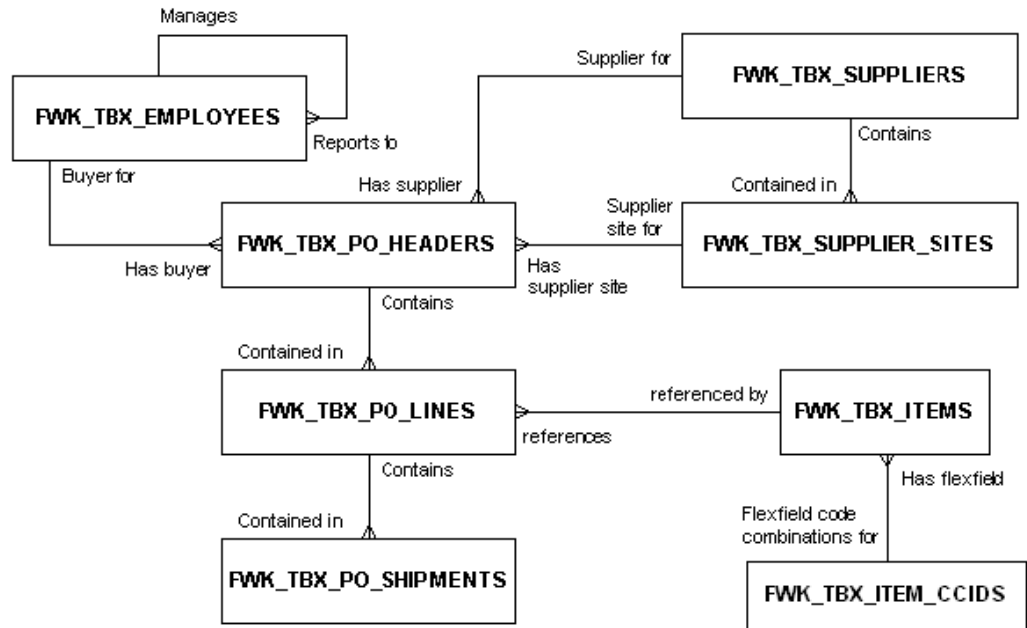 Manages
FWK_TBX_EMPLOYEES
Reports to
Buyer for
Supplier for
FWK_TBX_SUPPLIERS
Contains
Has supplier
Contained in
FWK_TBX_PO_HEADERS
Supplier
site for
FWK_TBX_SUPPLIER_SITES
Has buyer
Has
supplier site
Contains
Contained in
FWK_TBX_PO_LINES
referenced by
references
FWK_TBX_ITEMS
Contains
Has flexfield
Contained in
Flexfield code
combinations for
FWK_TBX_PO_SHIPMENTS
FWK_TBX_ITEM_CCIDS